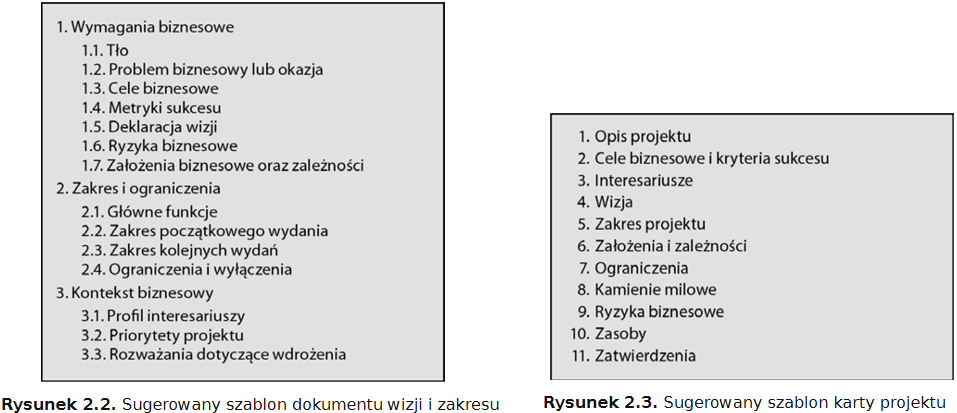 1. Wymagania biznesowe
1.1. Tło
1.2. Problem biznesowy lub okazja
1.3. Cele biznesowe
1.4. Metryki sukcesu
1.5. Deklaracja wizji
1.6. Ryzyka biznesowe
1.7. Założenia biznesowe oraz zależności
2. Zakres i ograniczenia
2.1. Główne funkcje
2.2. Zakres początkowego wydania
2.3. Zakres kolejnych wydań
2.4. Ograniczenia i wyłączenia
3. Kontekst biznesowy
3.1. Profil interesariuszy
3.2. Priorytety projektu
3.3. Rozważania dotyczące wdrożenia
Rysunek 2.2. Sugerowany szablon dokumentu wizji i zakresu
1. Opis projektu
2. Cele biznesowe i kryteria sukcesu
3. Interesariusze
4. Wizja
5. Zakres projektu
6. Założenia i zależności
7. Ograniczenia
8. Kamienie milowe
9. Ryzyka biznesowe
10. Zasoby
11. Zatwierdzenia
Rysunek 2.3. Sugerowany szablon karty projektu